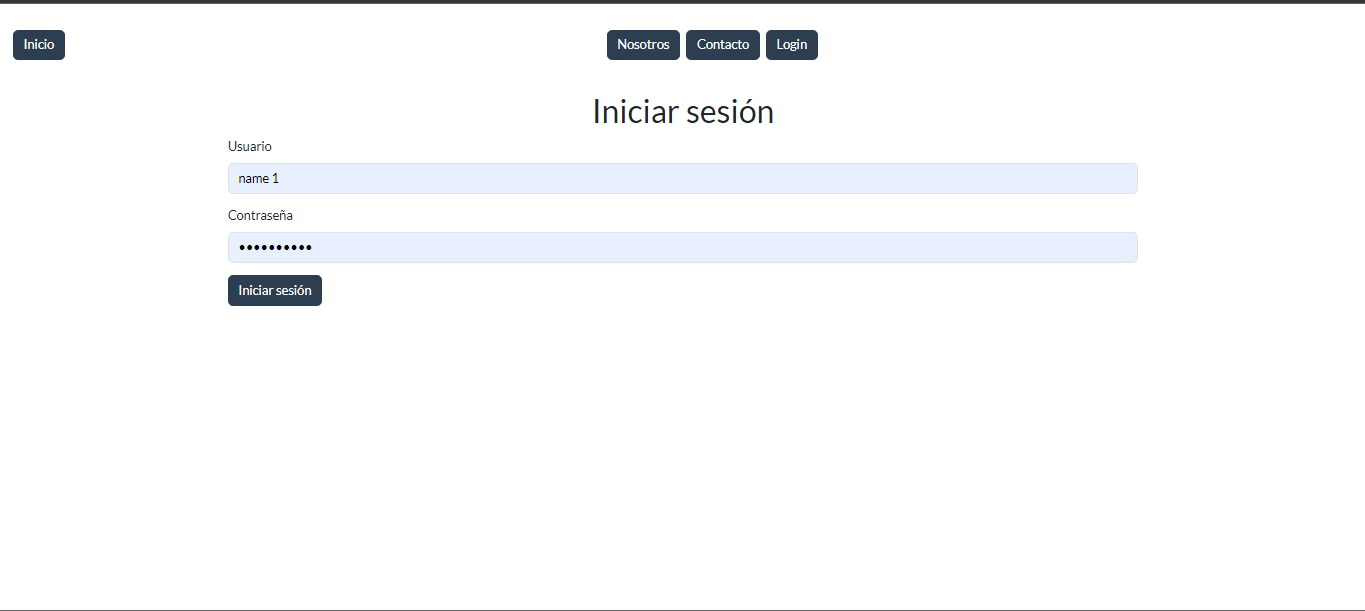 Inicio Nosotros Contacto Login
Iniciar sesión
Usuario
name 1
Contraseña
••••••••••
Iniciar sesión